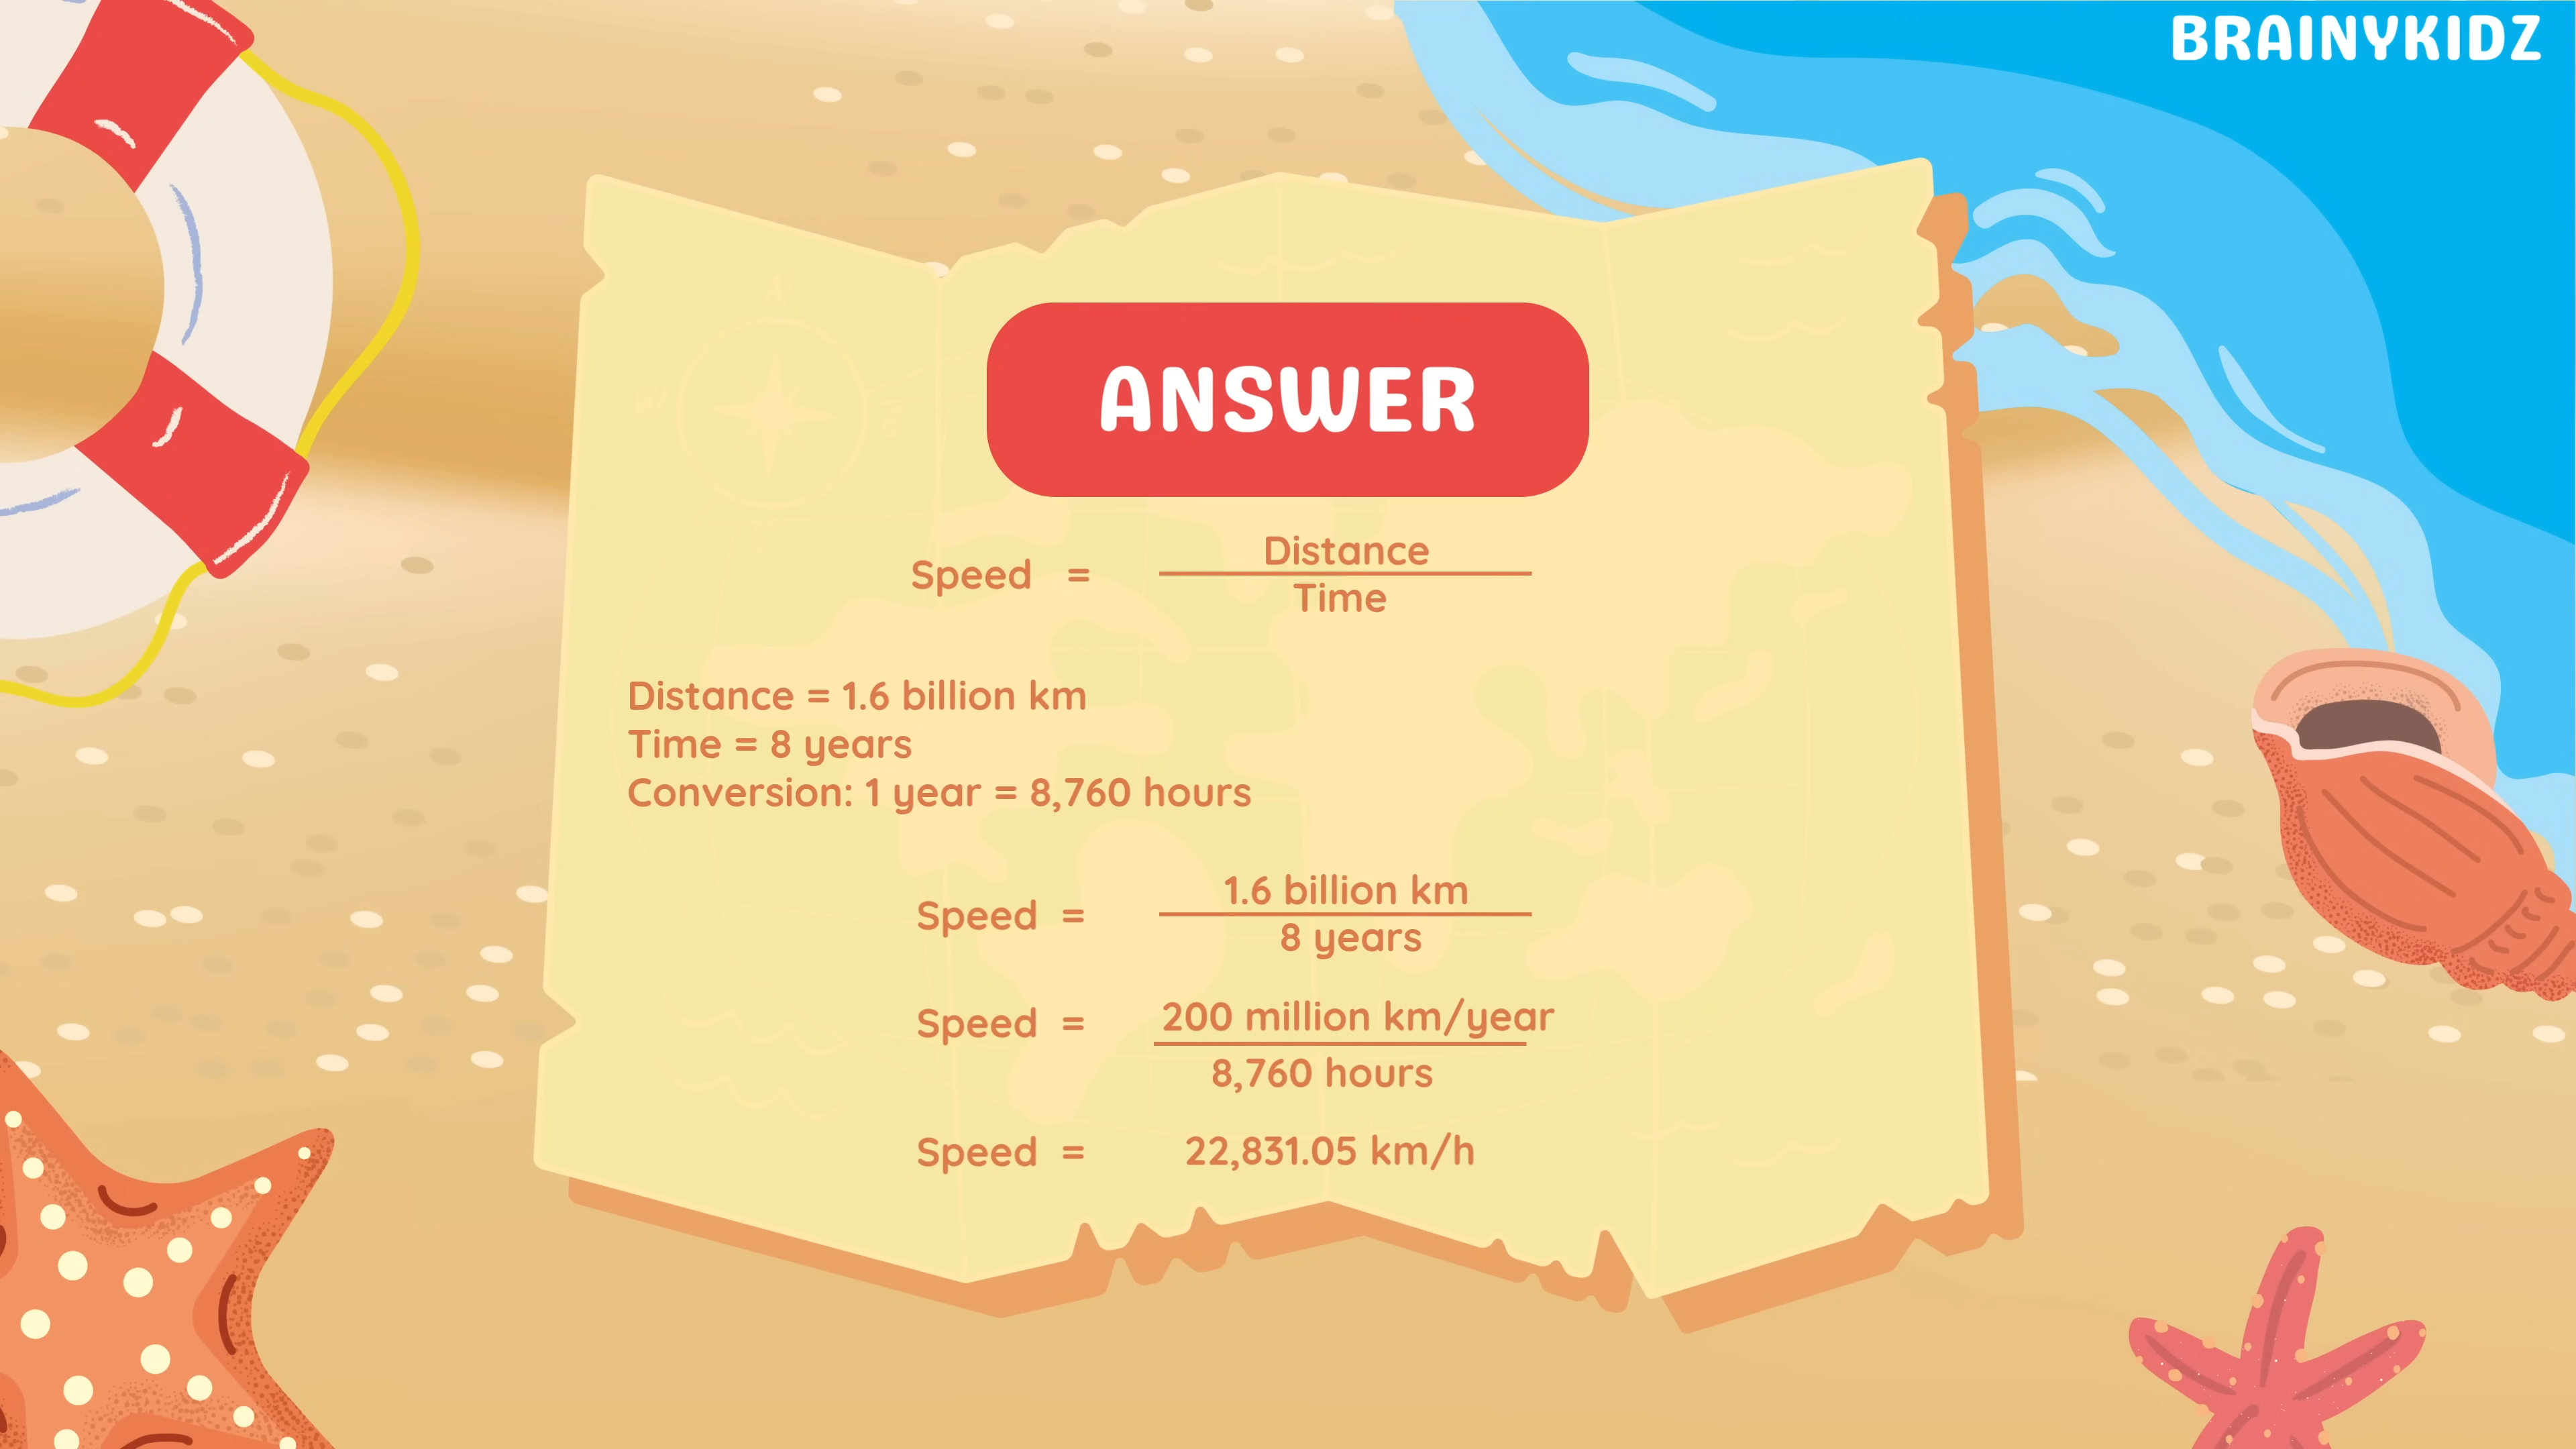 BRAINYKIDZ
ANSWER
Speed = Distance
Time
Distance = 1.6 billion km
Time = 8 years
Conversion: 1 year = 8,760 hours
Speed = 1.6 billion km
8 years
Speed = 200 million km/year
8,760 hours
Speed = 22,831.05 km/h